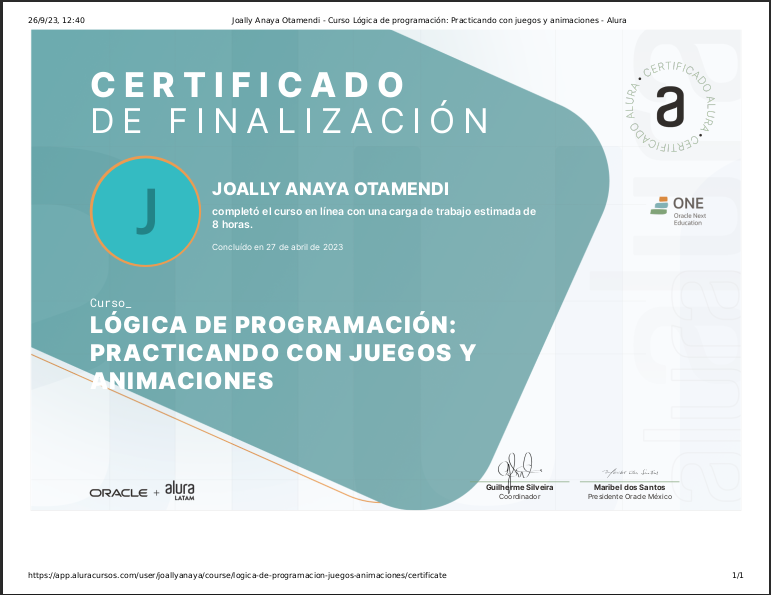 26/9/23, 12:40
Joally Anaya Otamendi - Curso Lógica de programación: Practicando con juegos y animaciones - Alura
CERTIFICADO
DE FINALIZACIÓN
CERTIFICADO ALURA • CERTIFICADO ALURA •
a
J
JOALLY ANAYA OTAMENDI
completó el curso en línea con una carga de trabajo estimada de
8 horas.
Concluído en 27 de abril de 2023
ONE
Oracle Next
Education
Curso_
LÓGICA DE PROGRAMACIÓN:
PRACTICANDO CON JUEGOS Y
ANIMACIONES
alura
ORACLE + alura
LATAM
Guilherme Silveira
Coordinador
Maribel dos Santos
Presidente Oracle México
https://app.aluracursos.com/user/joallyanaya/course/logica-de-programacion-juegos-animaciones/certificate
1/1